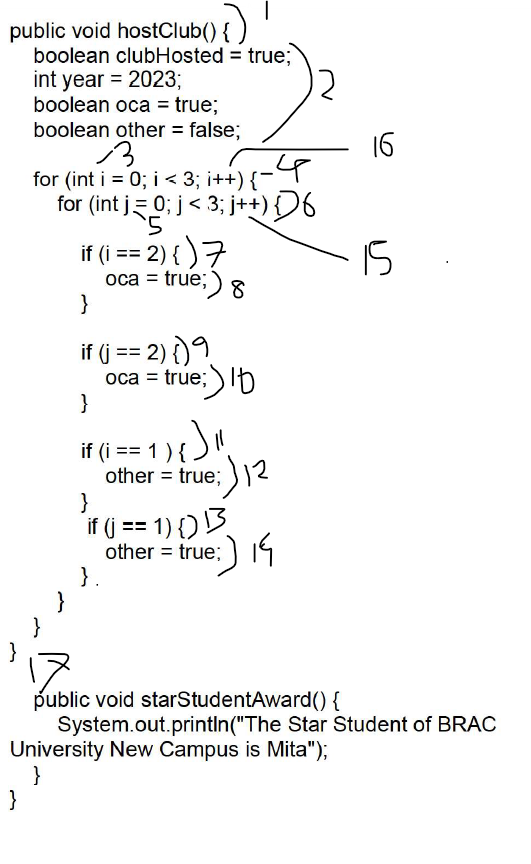 public void hostClub() { ) 1
boolean clubHosted = true;
int year = 2023; ) 2
boolean oca = true;
boolean other = false;
3 16
for (int i = 0; i < 3; i++) { - 4
for (int j = 0; j < 3; j++) { ) 6
5
if (i == 2) { ) 7 15
oca = true; ) 8
}
if (j == 2) { ) 9
oca = true; ) 10
}
if (i == 1 ) { ) 11
other = true; ) 12
}
if (j == 1) { ) 13
other = true; ) 14
} .
}
}
}
17
public void starStudentAward() {
System.out.println("The Star Student of BRAC
University New Campus is Mita");
}
}